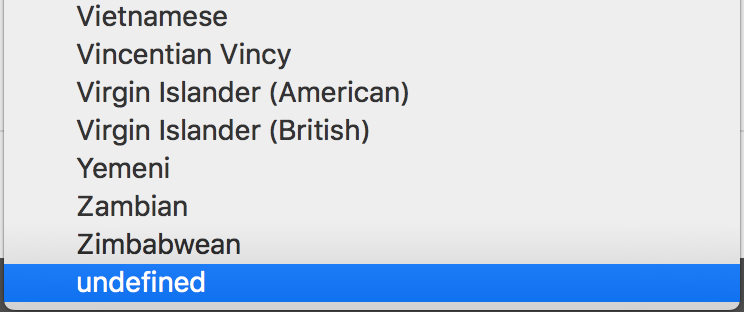 Vietnamese
Vincentian Vincy
Virgin Islander (American)
Virgin Islander (British)
Yemeni
Zambian
Zimbabwean
undefined